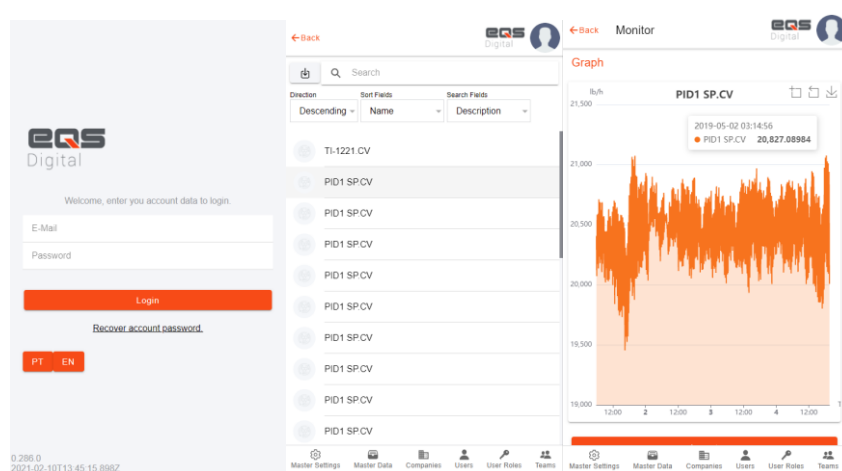 eqs
Digital
Welcome, enter you account data to login.
E-Mail
Password
Login
Recover account password.
PT EN
0.286.0
2021-02-10T13:45:15.898Z
←Back
eqs
Digital
Search
Direction Sort Fields Search Fields
Descending Name Description
TI-1221.CV
PID1 SP.CV
PID1 SP.CV
PID1 SP.CV
PID1 SP.CV
PID1 SP.CV
PID1 SP.CV
PID1 SP.CV
PID1 SP.CV
PID1 SP.CV
Master Settings Master Data Companies Users User Roles Teams
←Back Monitor
eqs
Digital
Graph
lb/h PID1 SP.CV
21,500
2019-05-02 03:14:56
PID1 SP.CV 20,827.08984
21,000
20,500
20,000
19,500
19,000
12:00 2 12:00 3 12:00 4 12:00
Master Settings Master Data Companies Users User Roles Teams